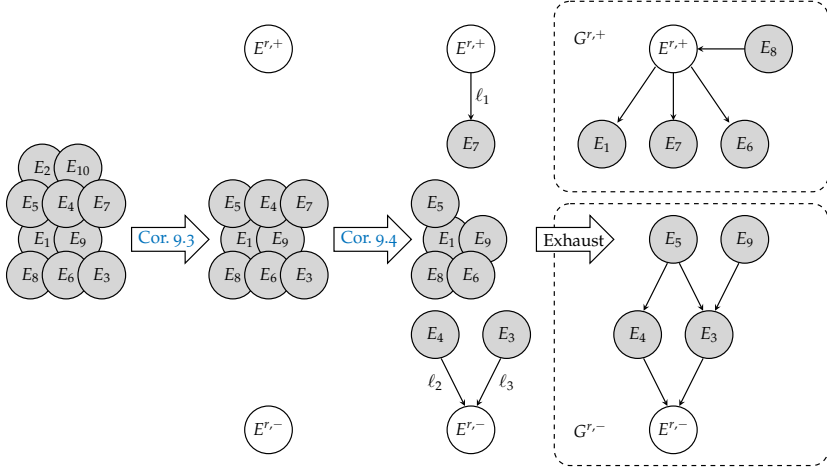 E^{r,+} E^{r,+} G^{r,+} E^{r,+} E_8
ℓ_1
E_7 E_1 E_7 E_6
E_2 E_{10}
E_5 E_4 E_7 E_5 E_4 E_7 E_5
E_1 E_9 Cor. 9.3 E_1 E_9 Cor. 9.4 E_1 E_9 Exhaust E_5 E_9
E_8 E_6 E_3 E_8 E_6 E_3 E_8 E_6
E_4 E_3 E_4 E_3
ℓ_2 ℓ_3
E^{r,−} E^{r,−} G^{r,−} E^{r,−}